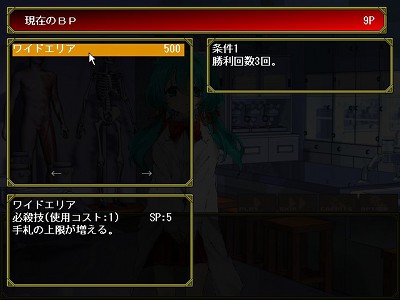 現在のBP 9P
ワイドエリア 500
条件1
勝利回数3回。
← →
ワイドエリア
必殺技(使用コスト:1) SP:5
手札の上限が増える。